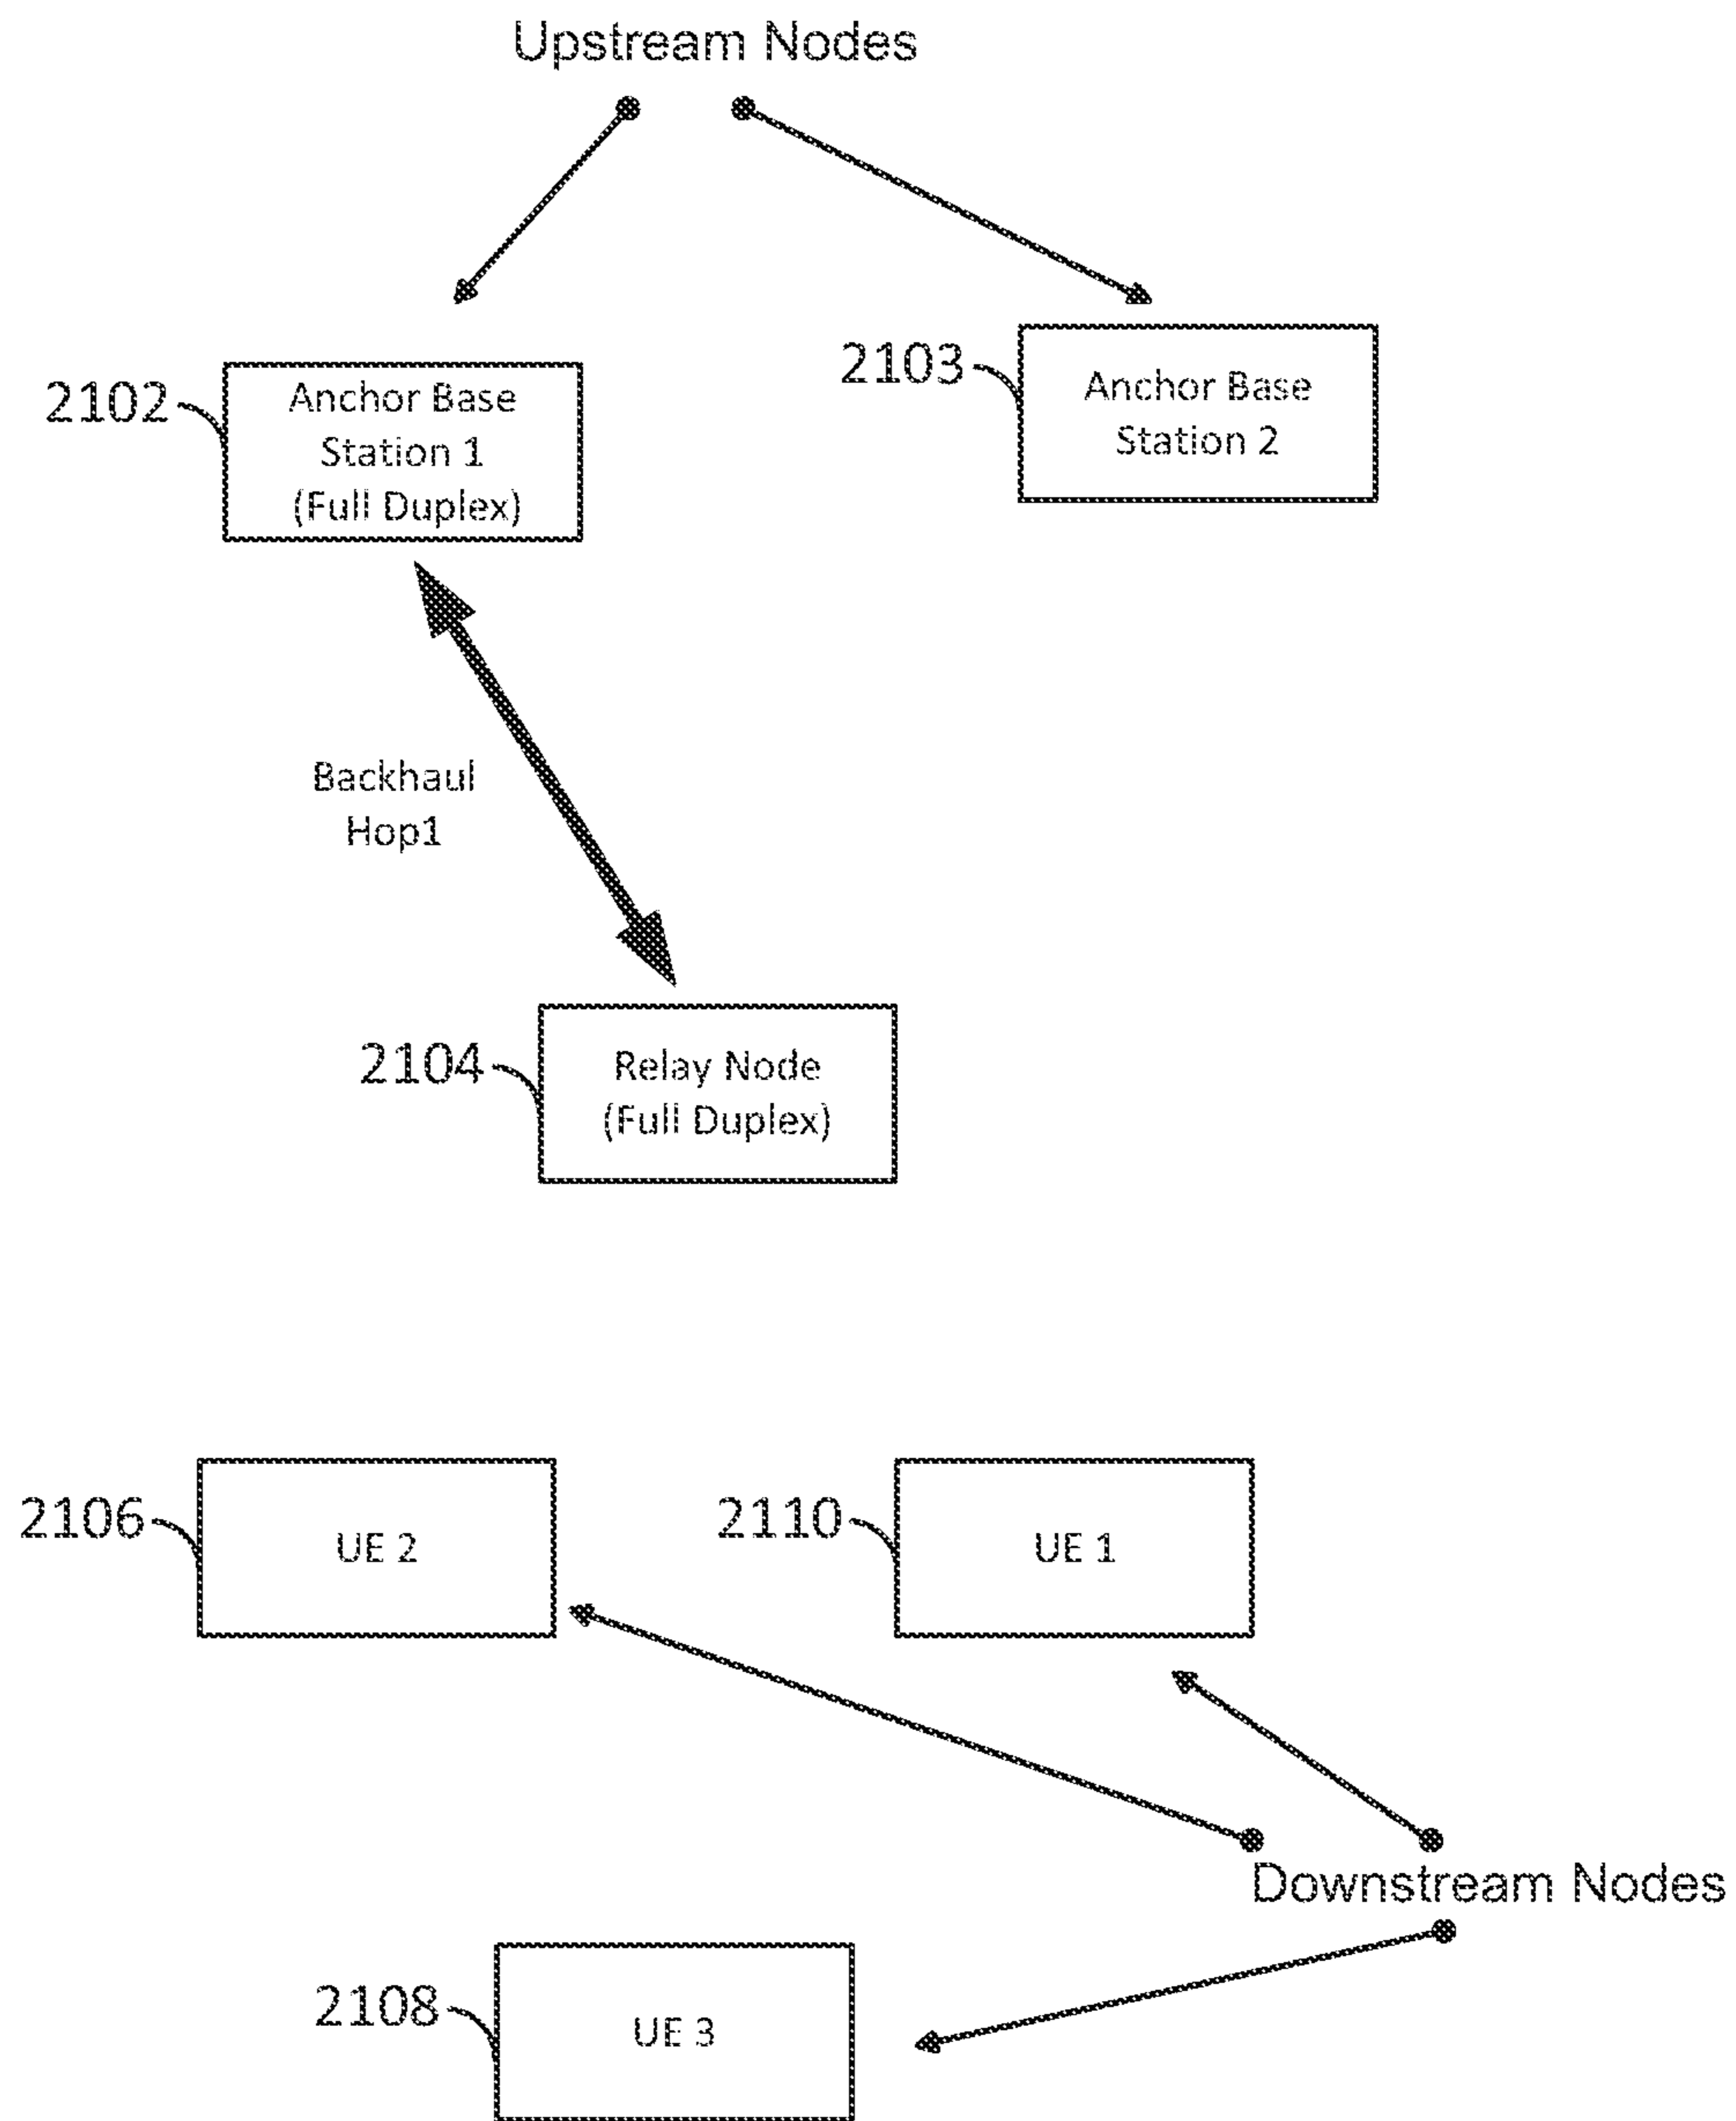 Upstream Nodes
2102
Anchor Base
Station 1
(Full Duplex)
2103
Anchor Base
Station 2
Backhaul
Hop1
2104
Relay Node
(Full Duplex)
2106
UE 2
2110
UE 1
Downstream Nodes
2108
UE 3